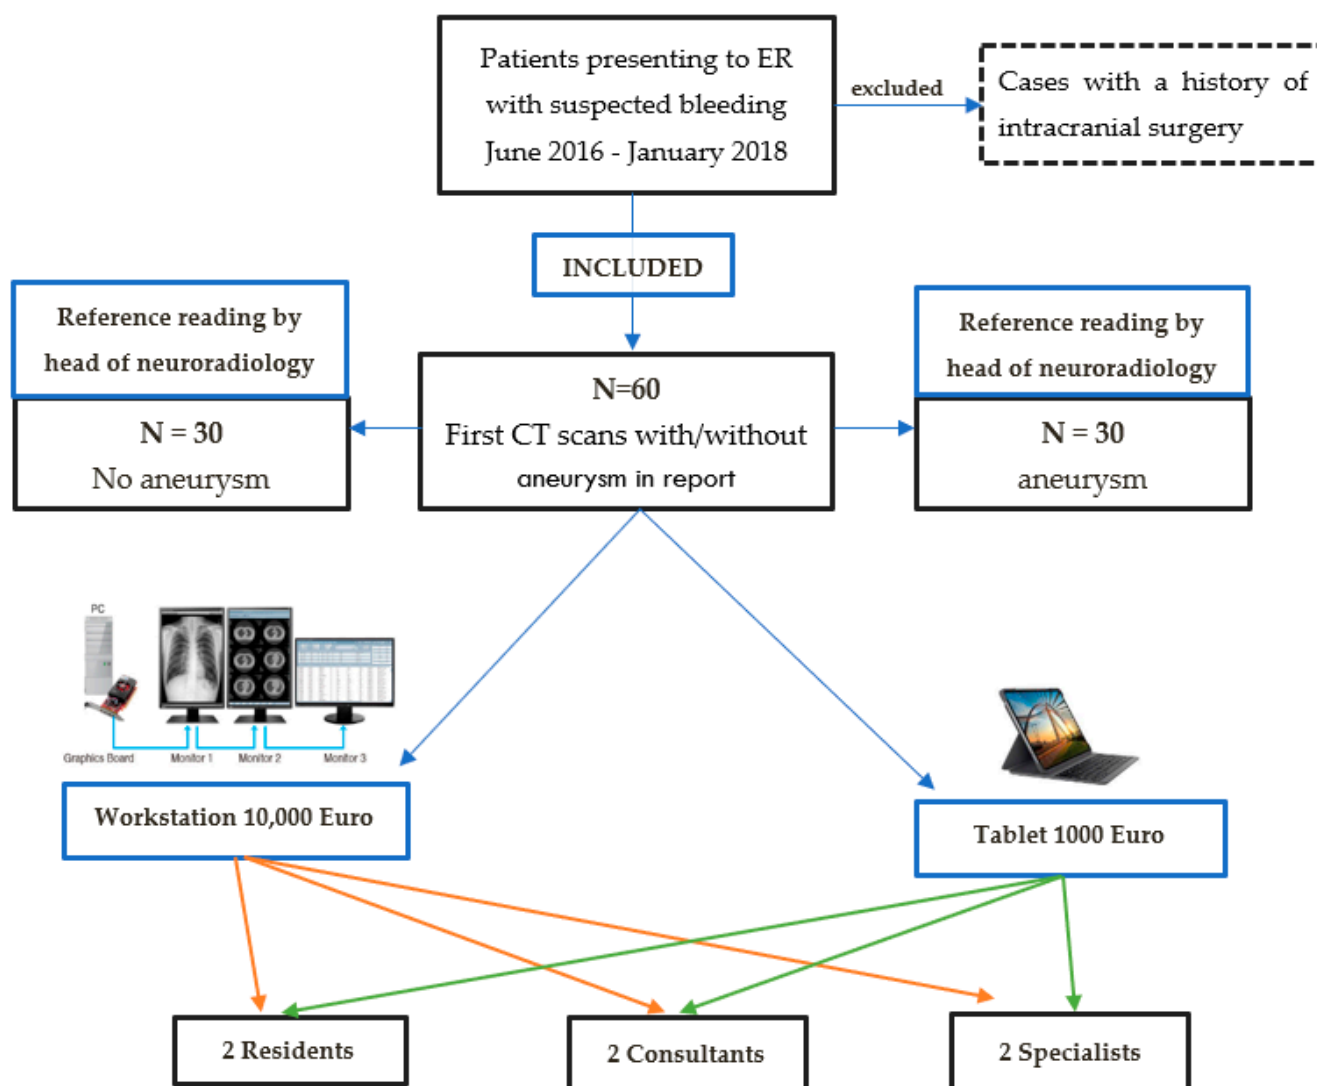 Patients presenting to ER
with suspected bleeding
June 2016 - January 2018
excluded
Cases with a history of
intracranial surgery
INCLUDED
Reference reading by
head of neuroradiology
N = 30
No aneurysm
N=60
First CT scans with/without
aneurysm in report
Reference reading by
head of neuroradiology
N = 30
aneurysm
PC
Graphics Board
Monitor 1
Monitor 2
Monitor 3
Workstation 10,000 Euro
Tablet 1000 Euro
2 Residents
2 Consultants
2 Specialists